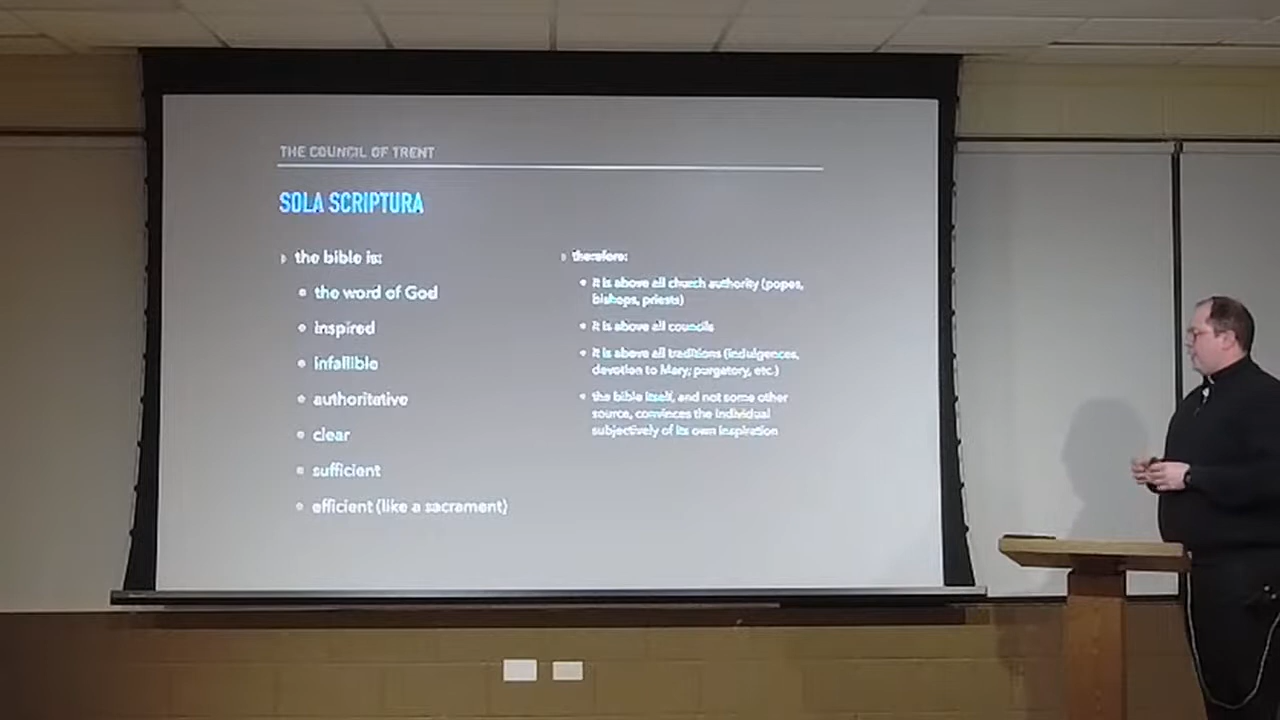 THE COUNCIL OF TRENT
SOLA SCRIPTURA
the bible is:
the word of God
inspired
infallible
authoritative
clear
sufficient
efficient (like a sacrament)
therefore:
it is above all church authority (popes,
bishops, priests)
it is above all councils
it is above all traditions (indulgences,
devotion to Mary, purgatory, etc.)
the bible itself, and not some other
source, convinces the individual
subjectively of its own inspiration